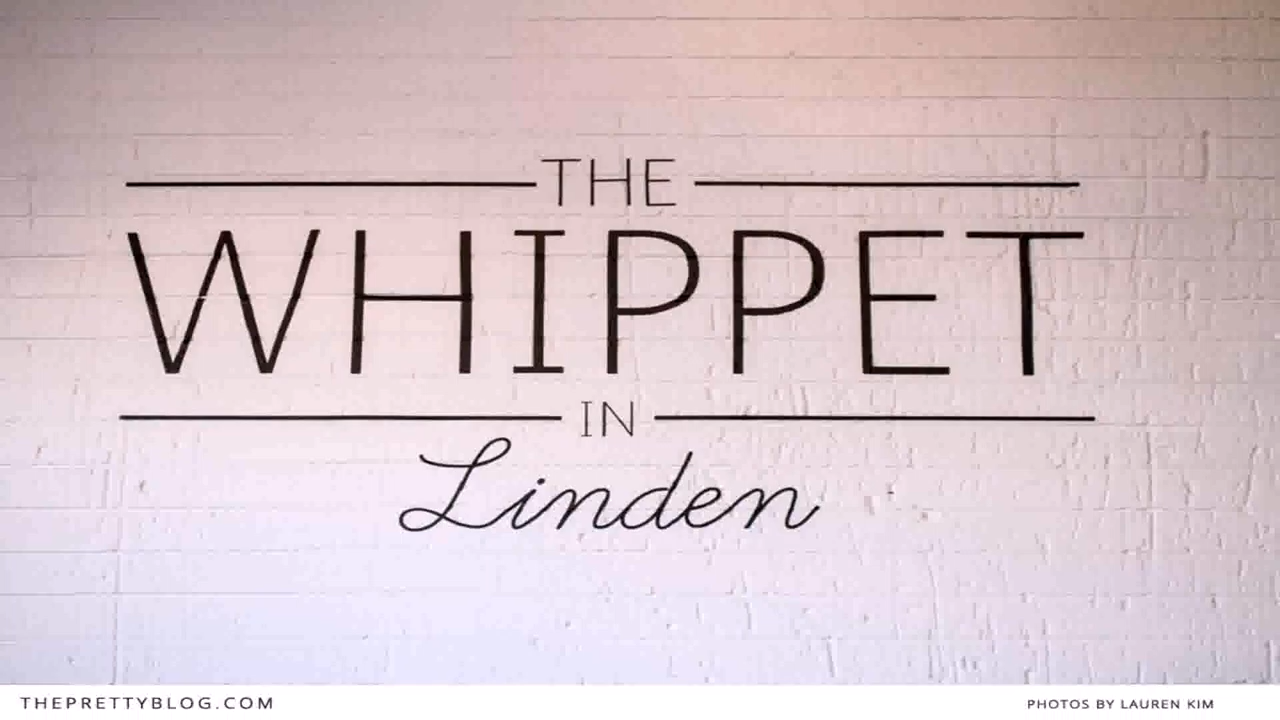 THE
WHIPPET
IN
Linden
THEPRETTYBLOG.COM
PHOTOS BY LAUREN KIM